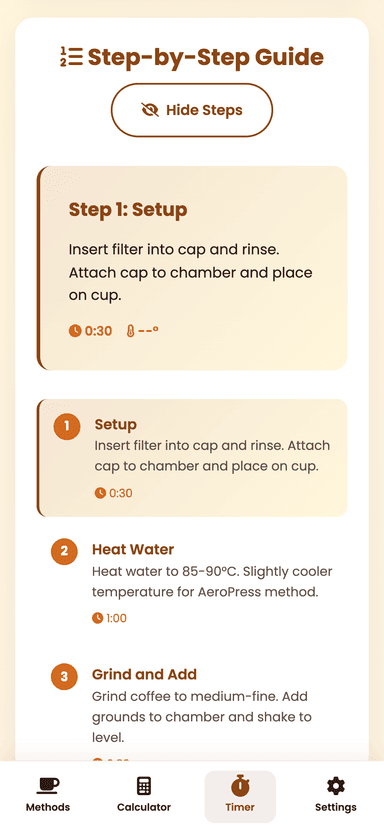 Step-by-Step Guide
Hide Steps
Step 1: Setup
Insert filter into cap and rinse.
Attach cap to chamber and place
on cup.
0:30 --°
1 Setup
Insert filter into cap and rinse. Attach
cap to chamber and place on cup.
0:30
2 Heat Water
Heat water to 85-90°C. Slightly cooler
temperature for AeroPress method.
1:00
3 Grind and Add
Grind coffee to medium-fine. Add
grounds to chamber and shake to
level.
Methods Calculator Timer Settings